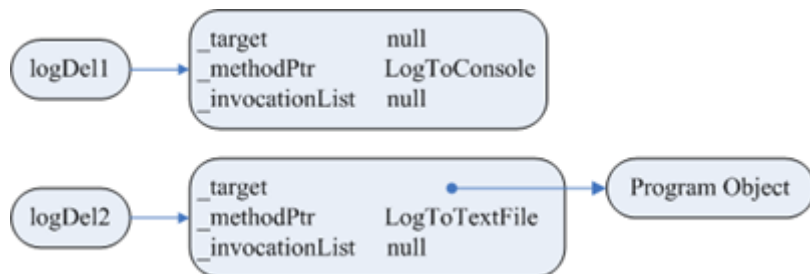 logDel1
_target null
_methodPtr LogToConsole
_invocationList null
logDel2
_target
_methodPtr LogToTextFile
_invocationList null
Program Object